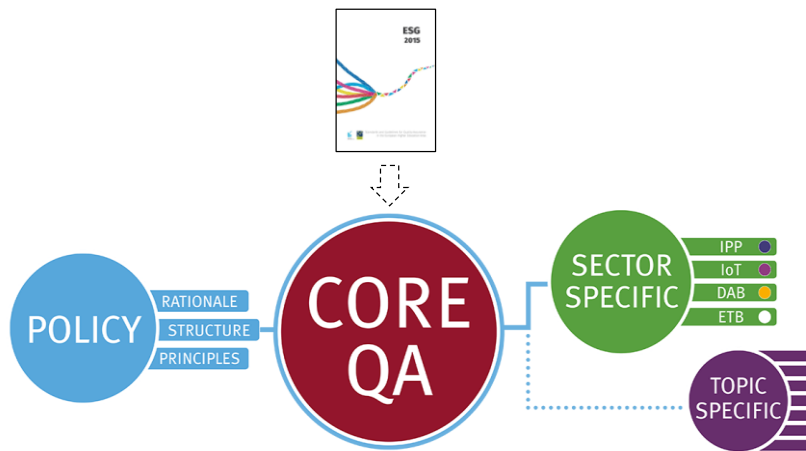 ESG
2015
POLICY
RATIONALE
STRUCTURE
PRINCIPLES
CORE
QA
SECTOR
SPECIFIC
IPP
IoT
DAB
ETB
TOPIC
SPECIFIC